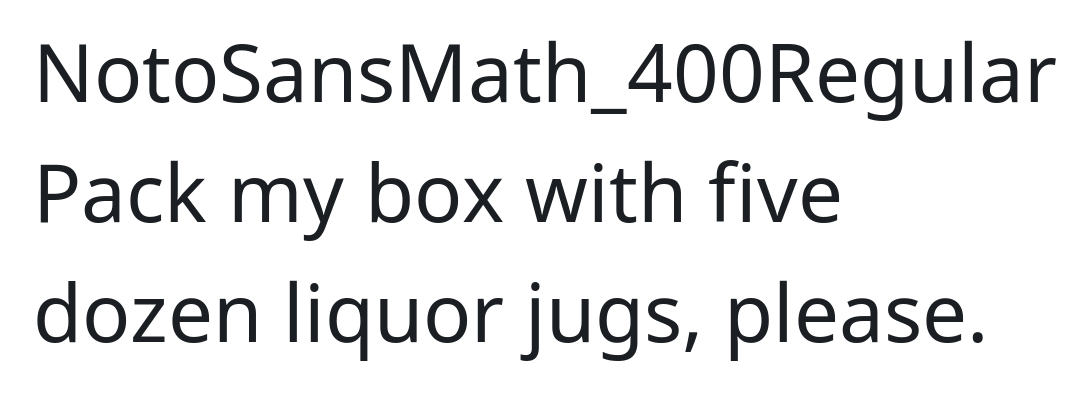 NotoSansMath_400Regular
Pack my box with five
dozen liquor jugs, please.